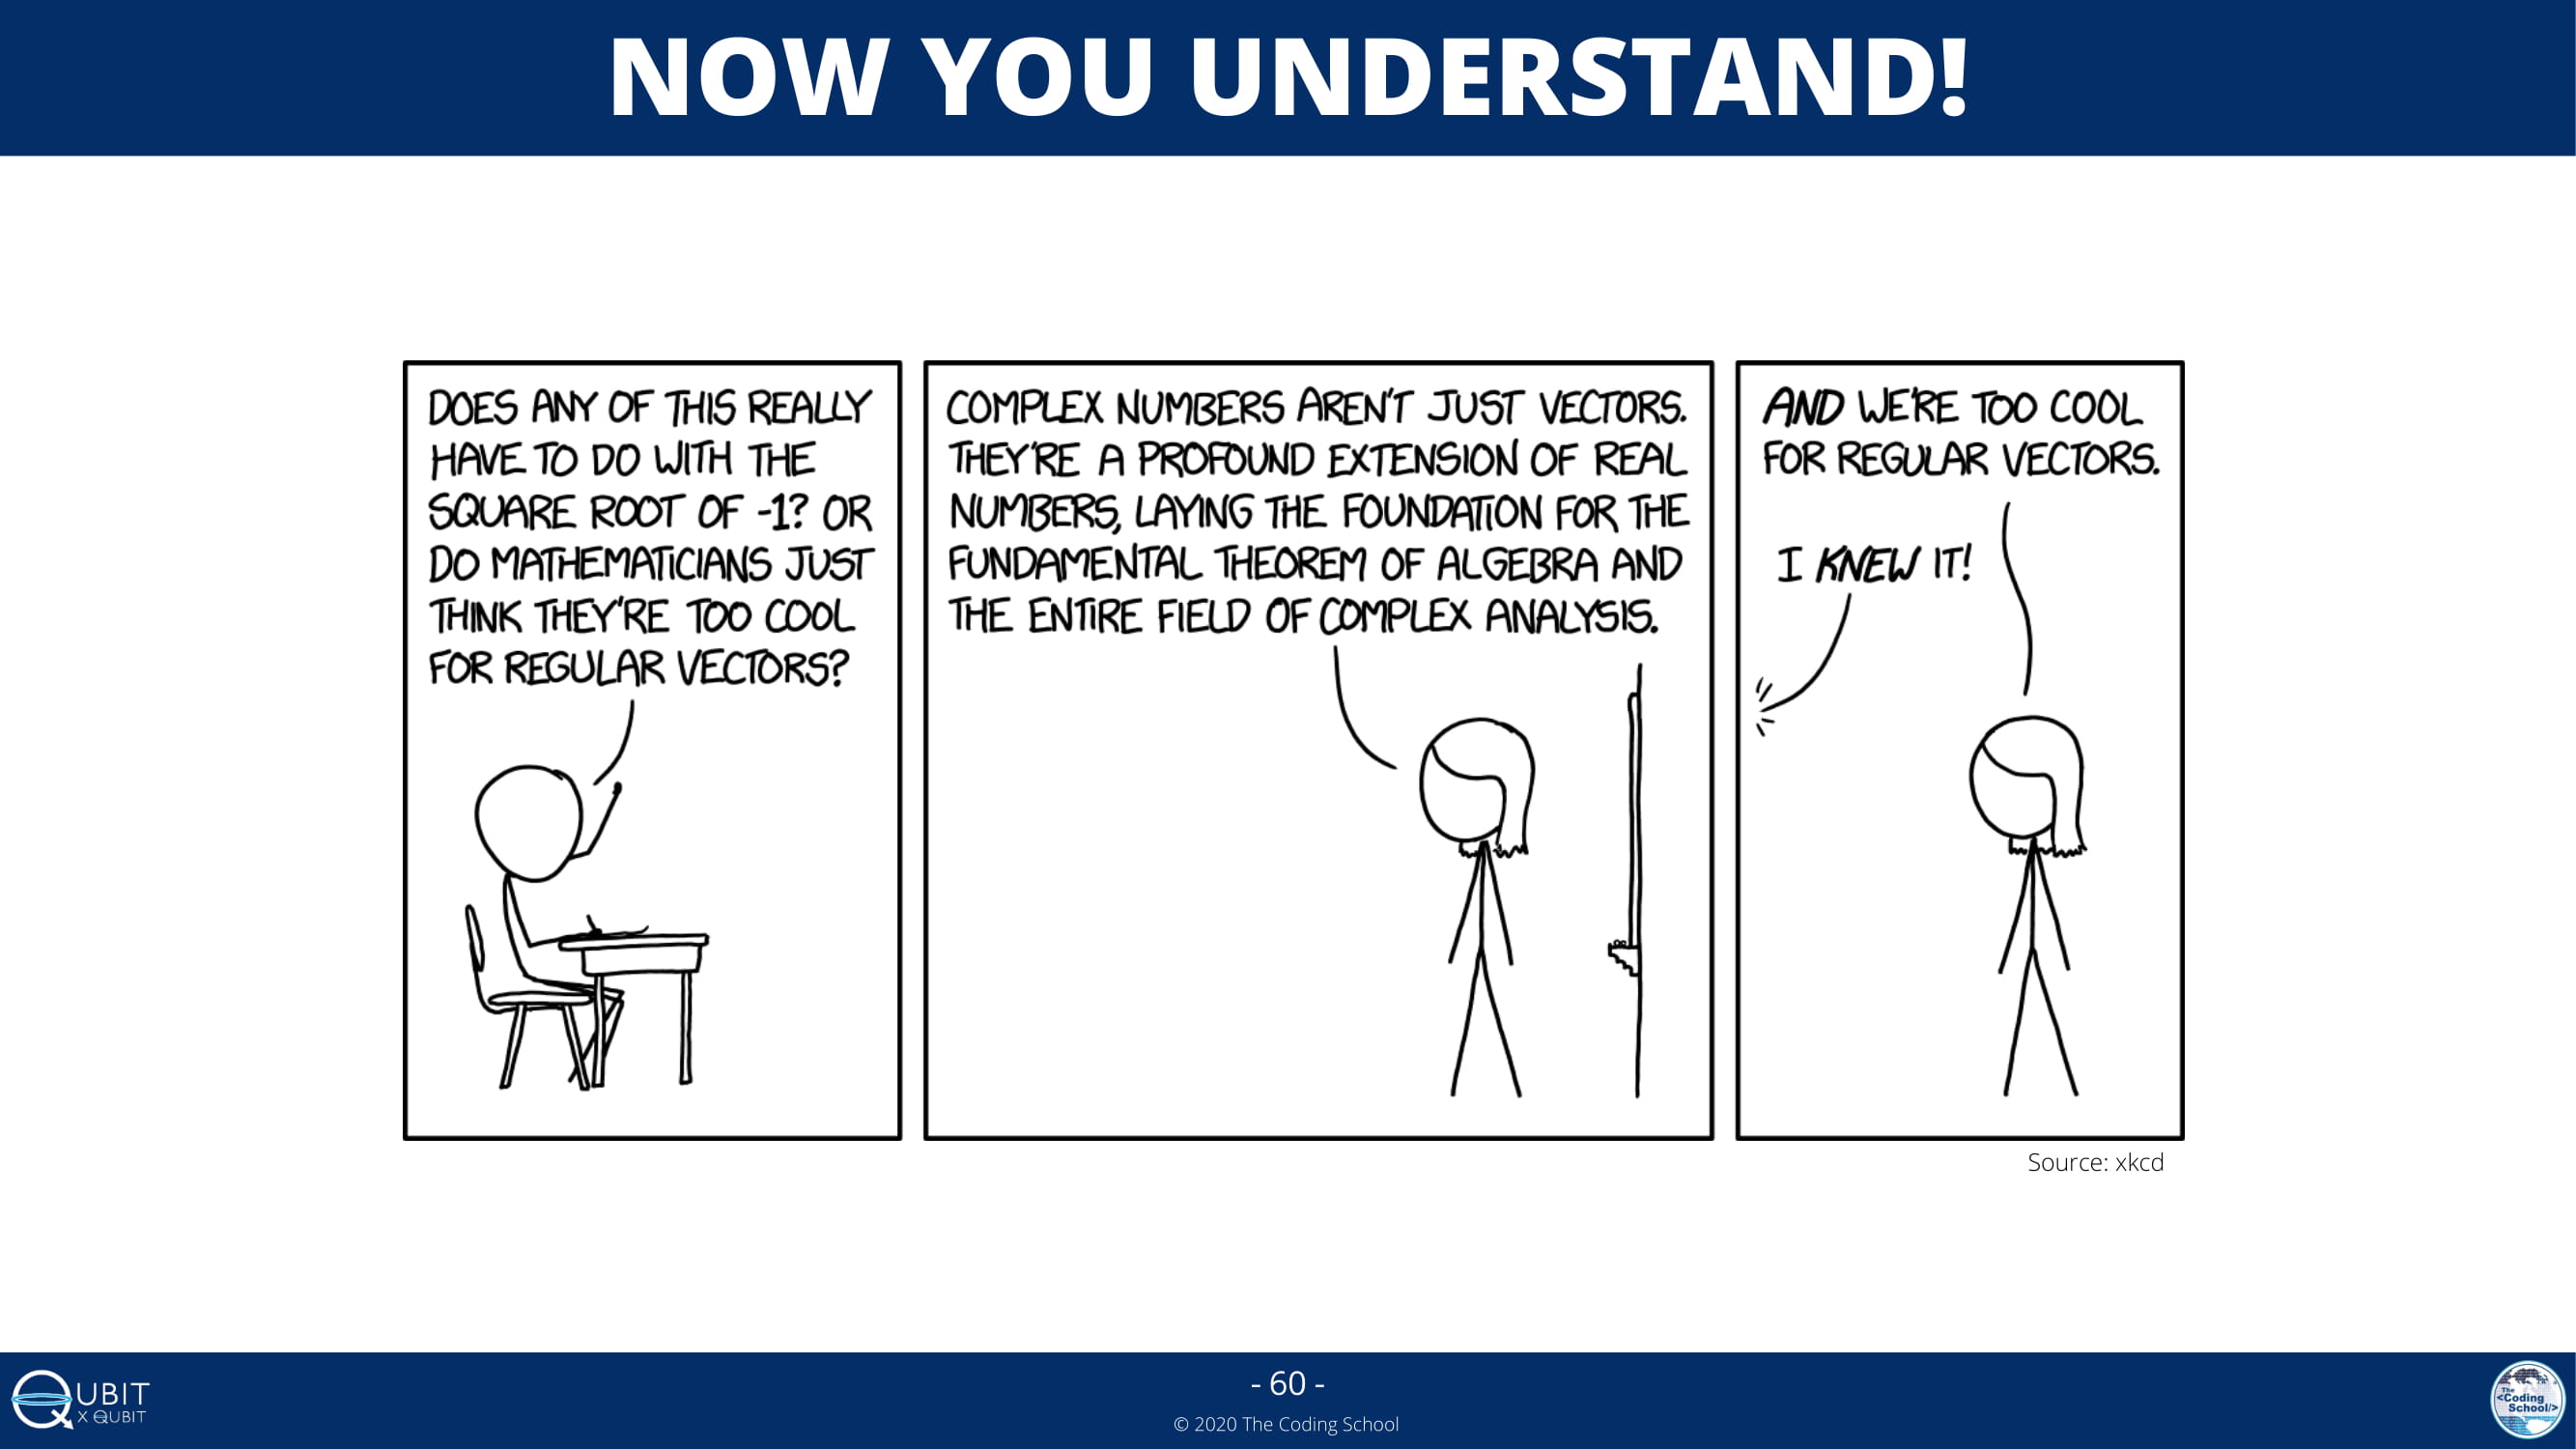 NOW YOU UNDERSTAND!
DOES ANY OF THIS REALLY
HAVE TO DO WITH THE
SQUARE ROOT OF -1? OR
DO MATHEMATICIANS JUST
THINK THEY'RE TOO COOL
FOR REGULAR VECTORS?
COMPLEX NUMBERS AREN'T JUST VECTORS.
THEY'RE A PROFOUND EXTENSION OF REAL
NUMBERS, LAYING THE FOUNDATION FOR THE
FUNDAMENTAL THEOREM OF ALGEBRA AND
THE ENTIRE FIELD OF COMPLEX ANALYSIS.
AND WE'RE TOO COOL
FOR REGULAR VECTORS.
I KNEW IT!
Source: xkcd
QUBIT
X QUBIT
- 60 -
© 2020 The Coding School
The
<Coding
School/>